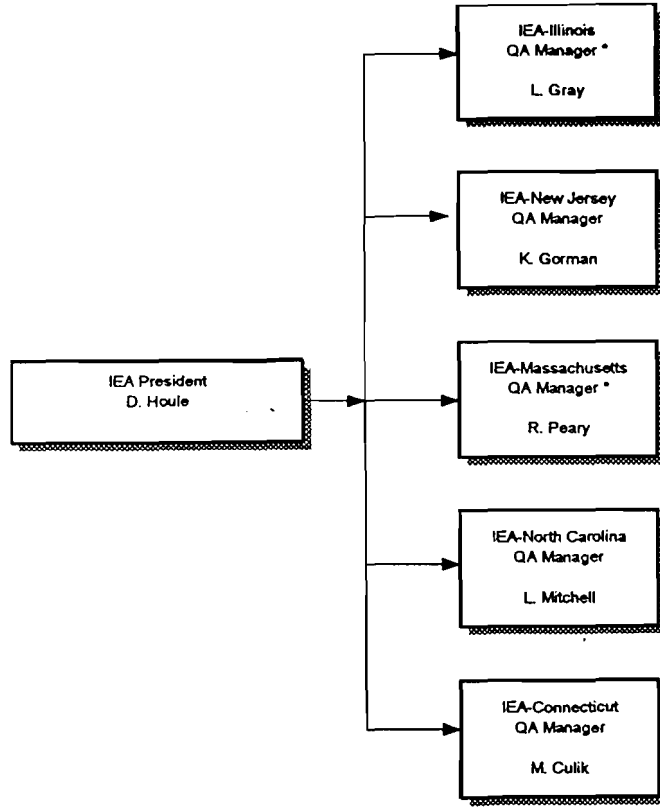 IEA-Illinois
QA Manager *
L. Gray
IEA-New Jersey
QA Manager
K. Gorman
IEA President
D. Houle
IEA-Massachusetts
QA Manager *
R. Peary
IEA-North Carolina
QA Manager
L. Mitchell
IEA-Connecticut
QA Manager
M. Culik